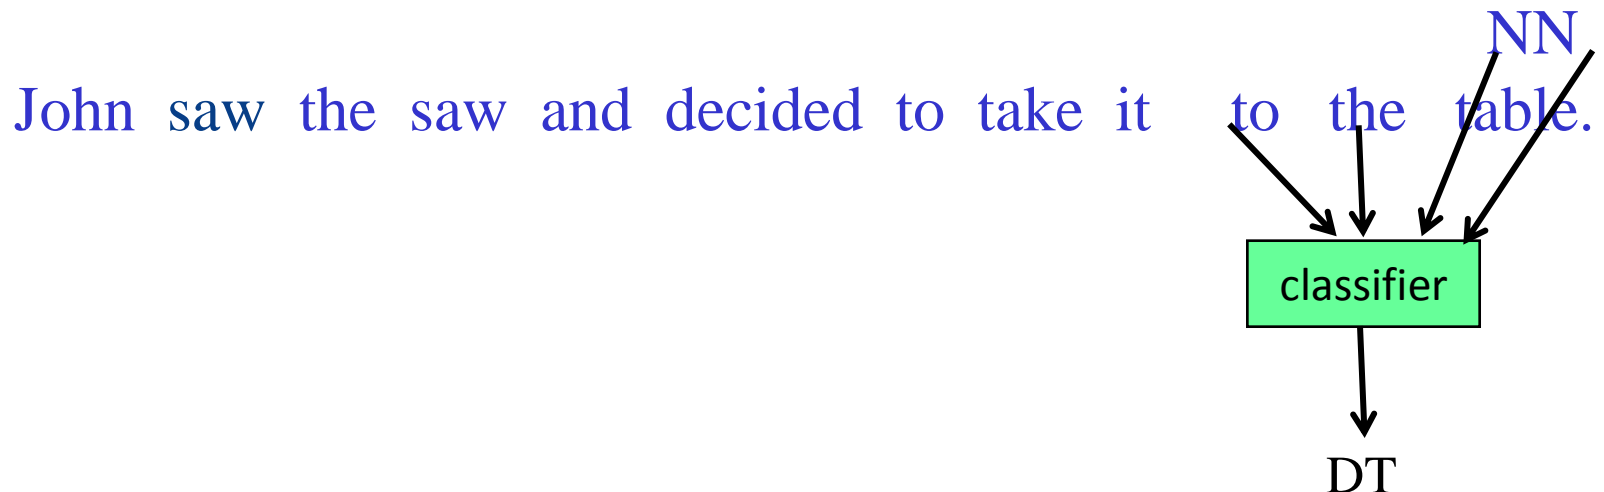 NN
John saw the saw and decided to take it to the table.
classifier
DT